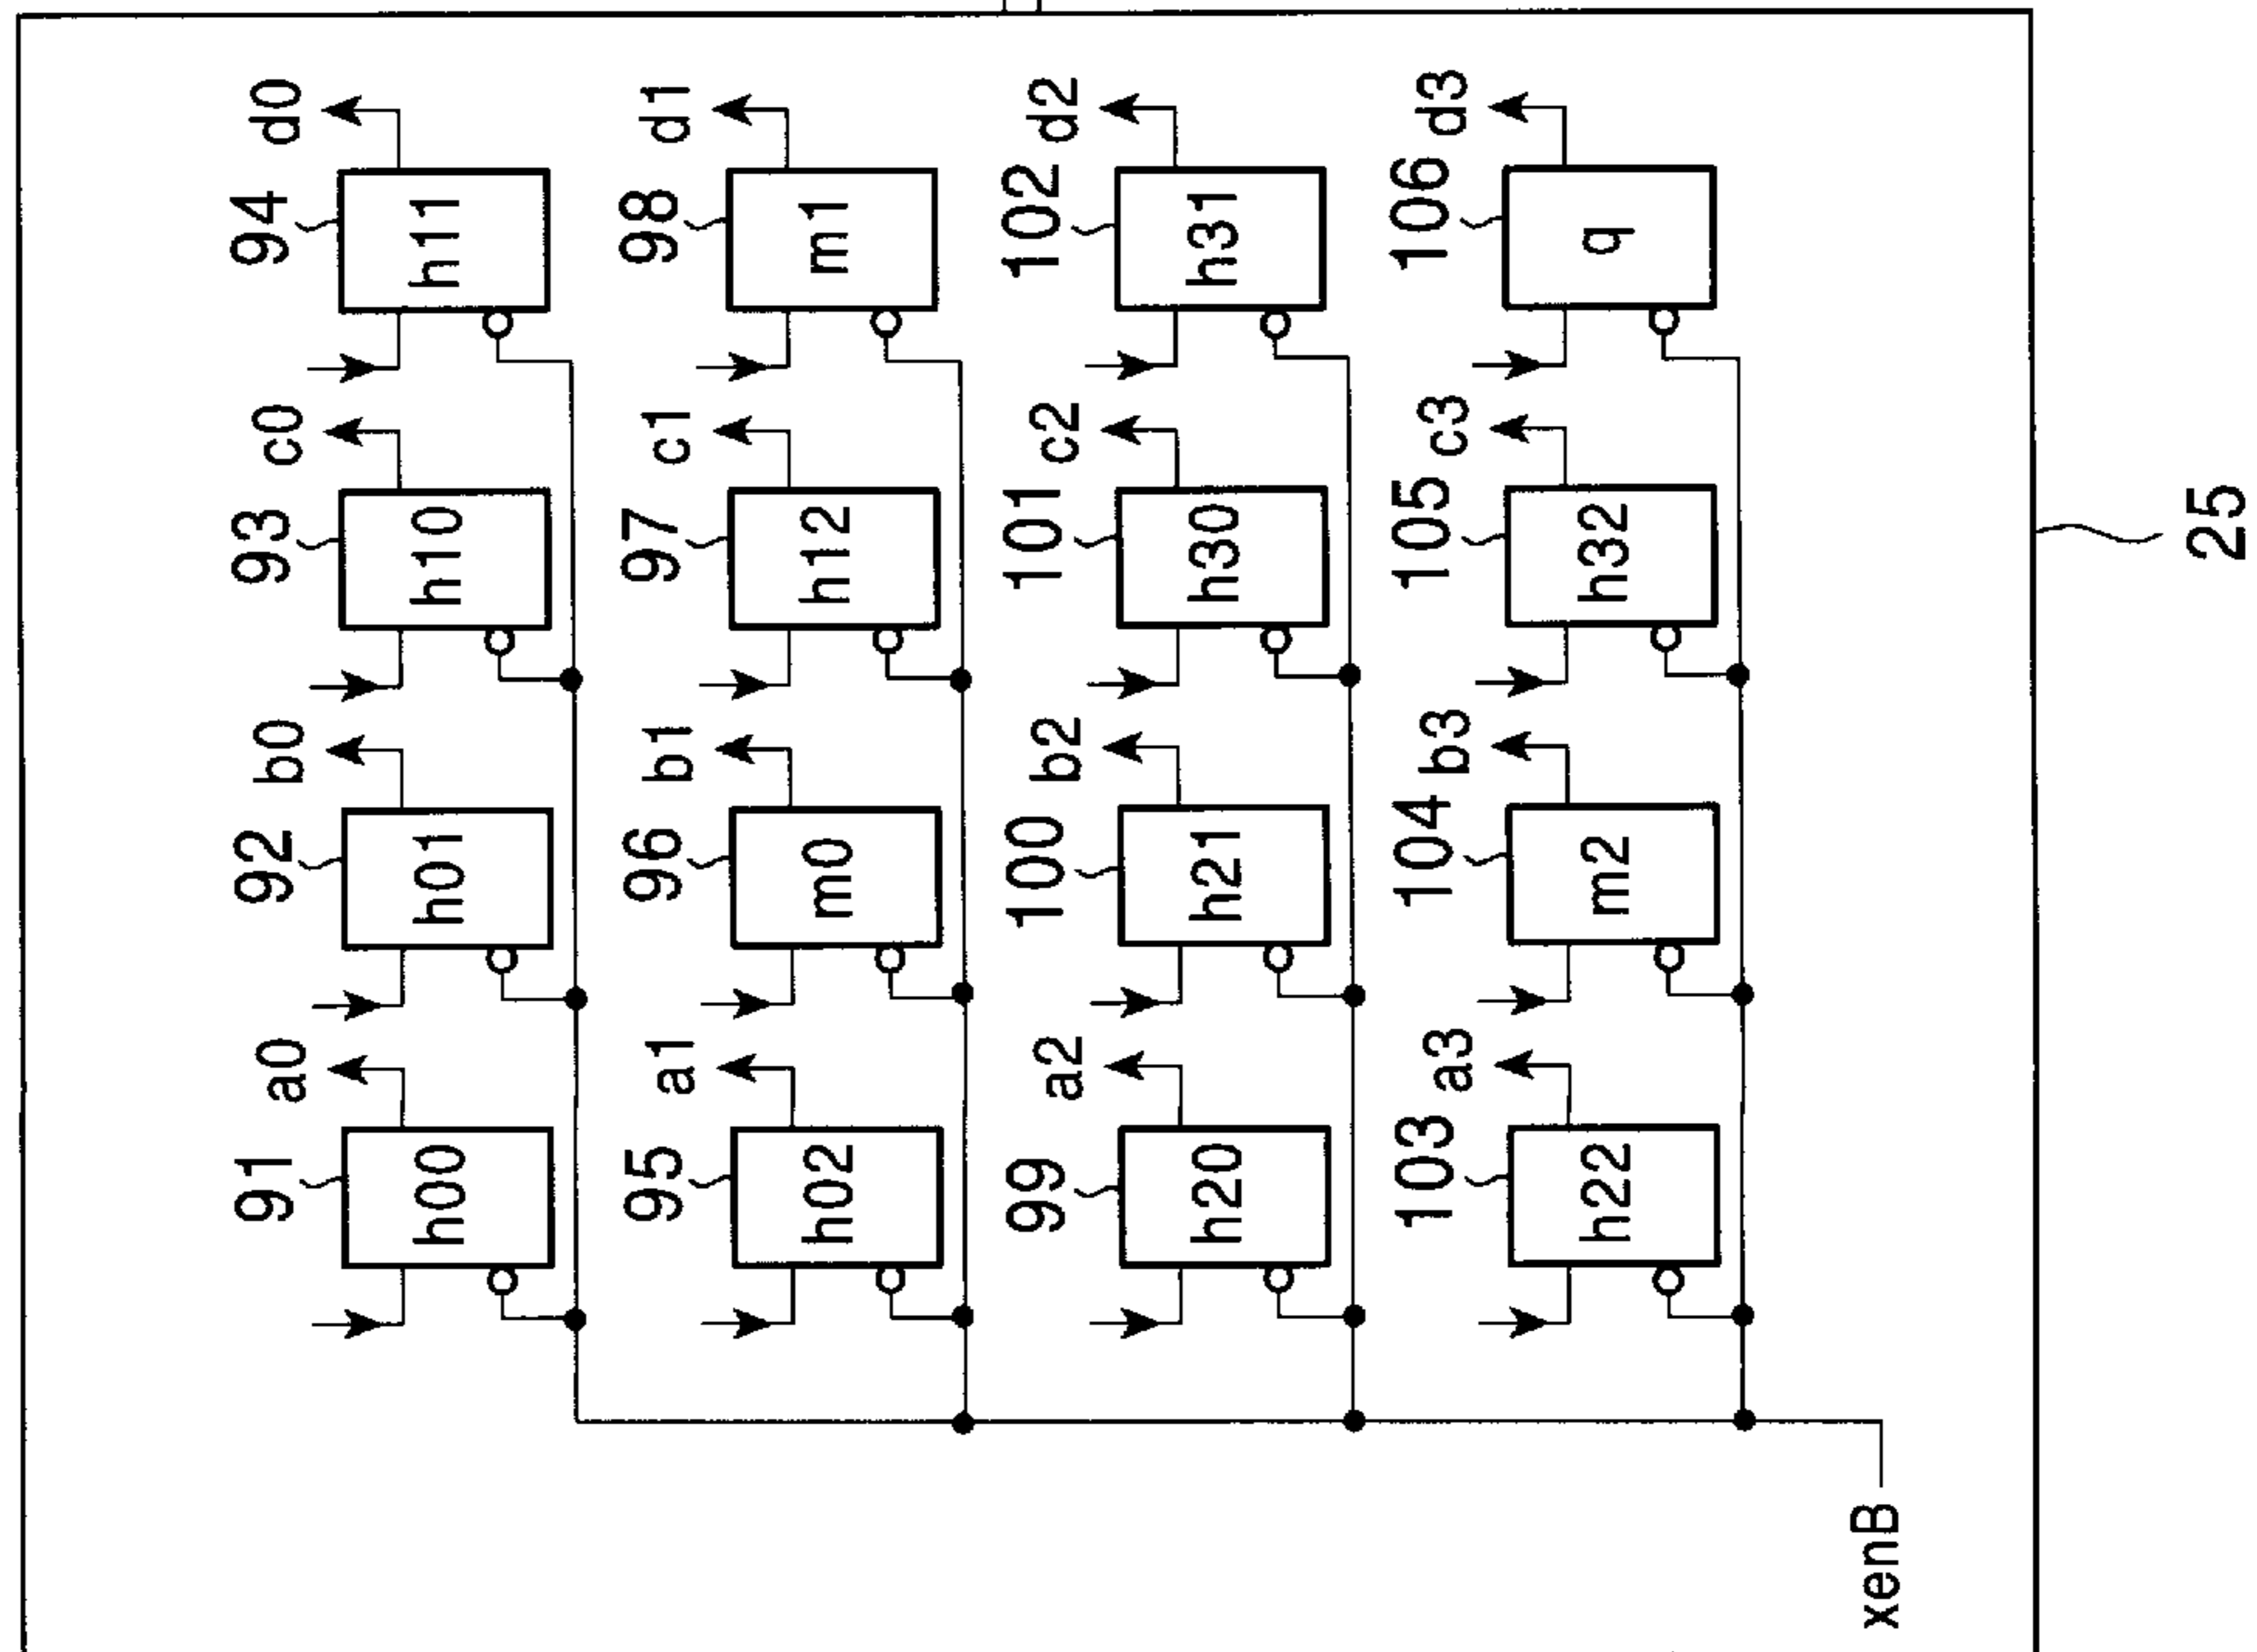 91 a0 92 b0 93 c0 94 d0
h00 h01 h10 h11
95 a1 96 b1 97 c1 98 d1
h02 m0 h12 m1
99 a2 100 b2 101 c2 102 d2
h20 h21 h30 h31
103 a3 104 b3 105 c3 106 d3
h22 m2 h32 q
xenB
25